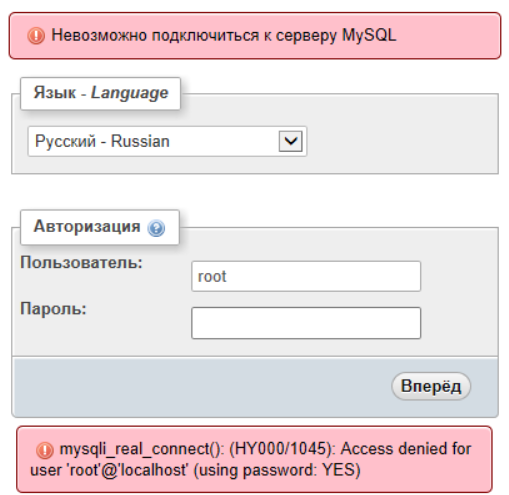 Невозможно подключиться к серверу MySQL
Язык - Language
Русский - Russian
Авторизация
Пользователь:
root
Пароль:
Вперёд
mysqli_real_connect(): (HY000/1045): Access denied for
user 'root'@'localhost' (using password: YES)